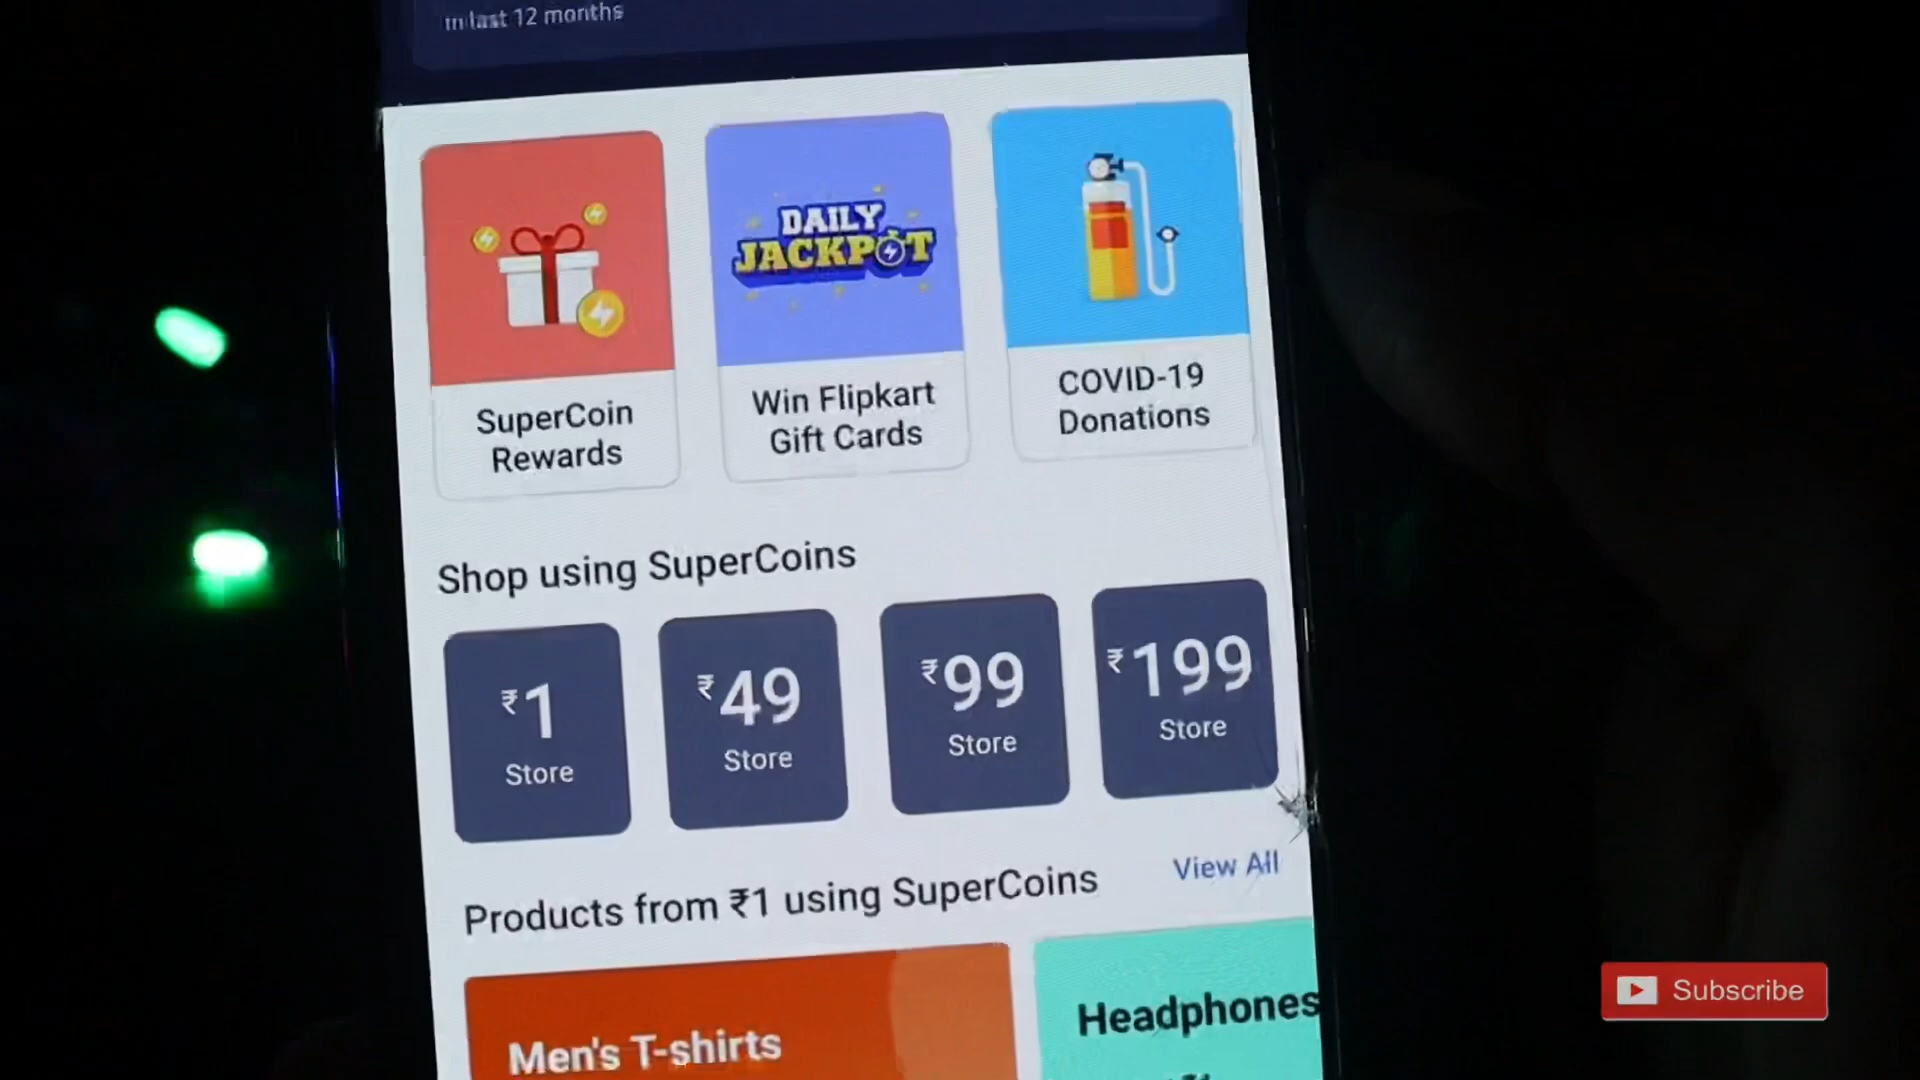 in last 12 months
DAILY
JACKPOT
SuperCoin
Rewards
Win Flipkart
Gift Cards
COVID-19
Donations
Shop using SuperCoins
₹1
Store
₹49
Store
₹99
Store
₹199
Store
Products from ₹1 using SuperCoins
View All
Men's T-shirts
Headphones
Subscribe